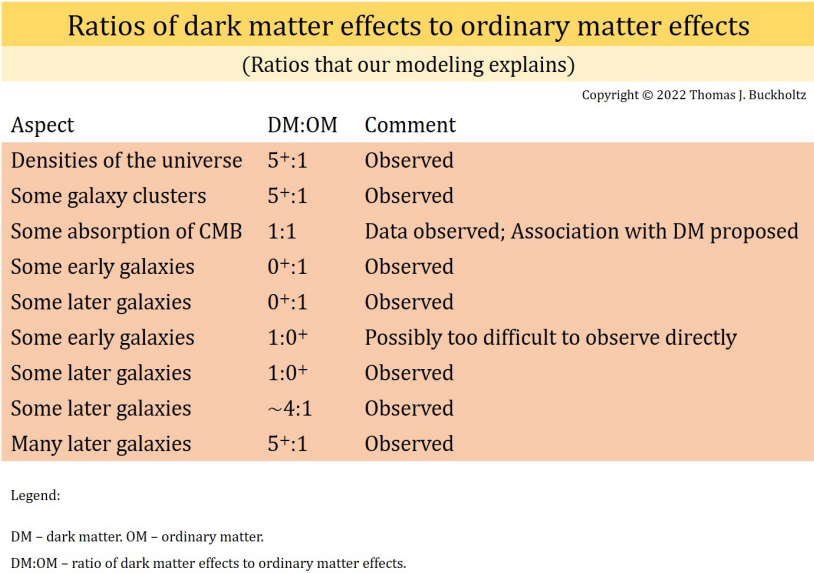 Ratios of dark matter effects to ordinary matter effects
(Ratios that our modeling explains)
Copyright © 2022 Thomas J. Buckholtz
Aspect DM:OM Comment
Densities of the universe 5⁺:1 Observed
Some galaxy clusters 5⁺:1 Observed
Some absorption of CMB 1:1 Data observed; Association with DM proposed
Some early galaxies 0⁺:1 Observed
Some later galaxies 0⁺:1 Observed
Some early galaxies 1:0⁺ Possibly too difficult to observe directly
Some later galaxies 1:0⁺ Observed
Some later galaxies ~4:1 Observed
Many later galaxies 5⁺:1 Observed
Legend:
DM – dark matter. OM – ordinary matter.
DM:OM – ratio of dark matter effects to ordinary matter effects.